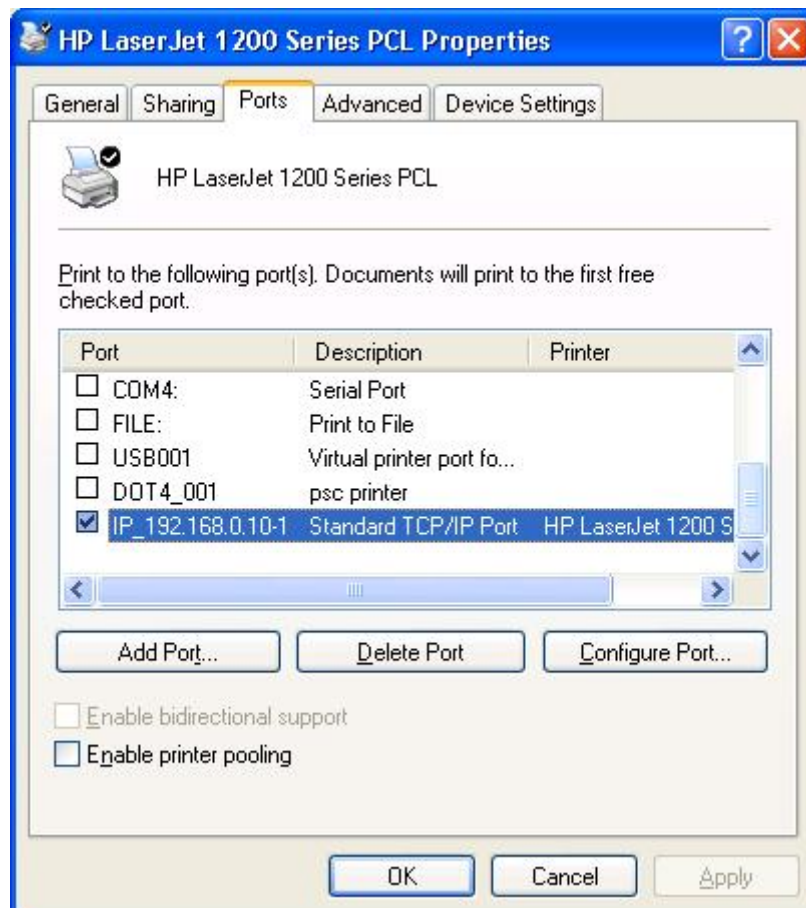 HP LaserJet 1200 Series PCL Properties
General Sharing Ports Advanced Device Settings
HP LaserJet 1200 Series PCL
Print to the following port(s). Documents will print to the first free
checked port.
Port Description Printer
COM4: Serial Port
FILE: Print to File
USB001 Virtual printer port fo...
DOT4_001 psc printer
IP_192.168.0.10-1 Standard TCP/IP Port HP LaserJet 1200 S
Add Port... Delete Port Configure Port...
Enable bidirectional support
Enable printer pooling
OK Cancel Apply